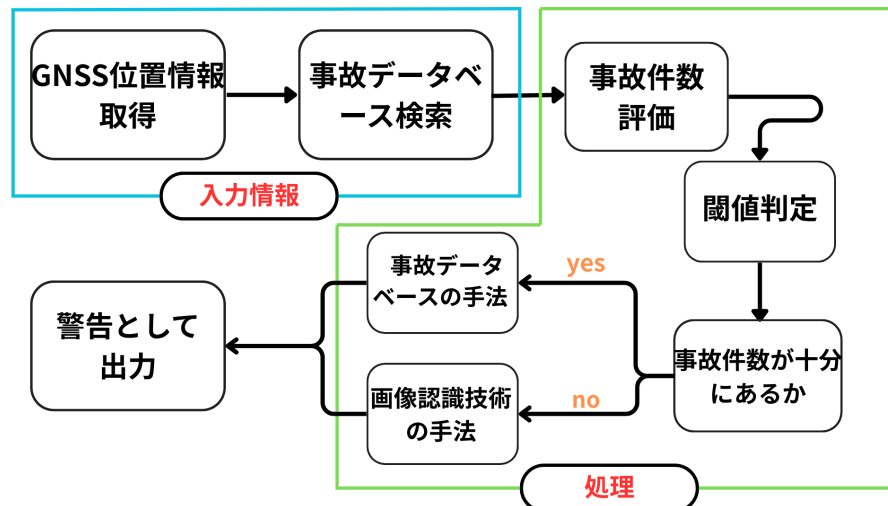 GNSS位置情報
取得
事故データベ
ース検索
入力情報
事故件数
評価
閾値判定
事故件数が十分
にあるか
yes
事故データ
ベースの手法
no
画像認識技術
の手法
処理
警告として
出力